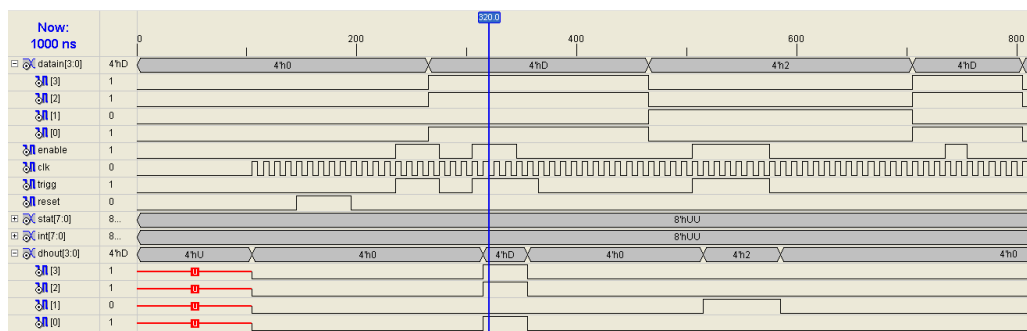 320.0
Now:
1000 ns
0 200 400 600 800
datain[3:0] 4'hD 4'h0 4'hD 4'h2 4'hD
[3] 1
[2] 1
[1] 0
[0] 1
enable 1
clk 0
trigg 1
reset 0
stat[7:0] 8... 8'hUU
int[7:0] 8... 8'hUU
dhout[3:0] 4'hD 4'hU 4'h0 4'hD 4'h0 4'h2 4'h0
[3] 1 U
[2] 1 U
[1] 0 U
[0] 1 U